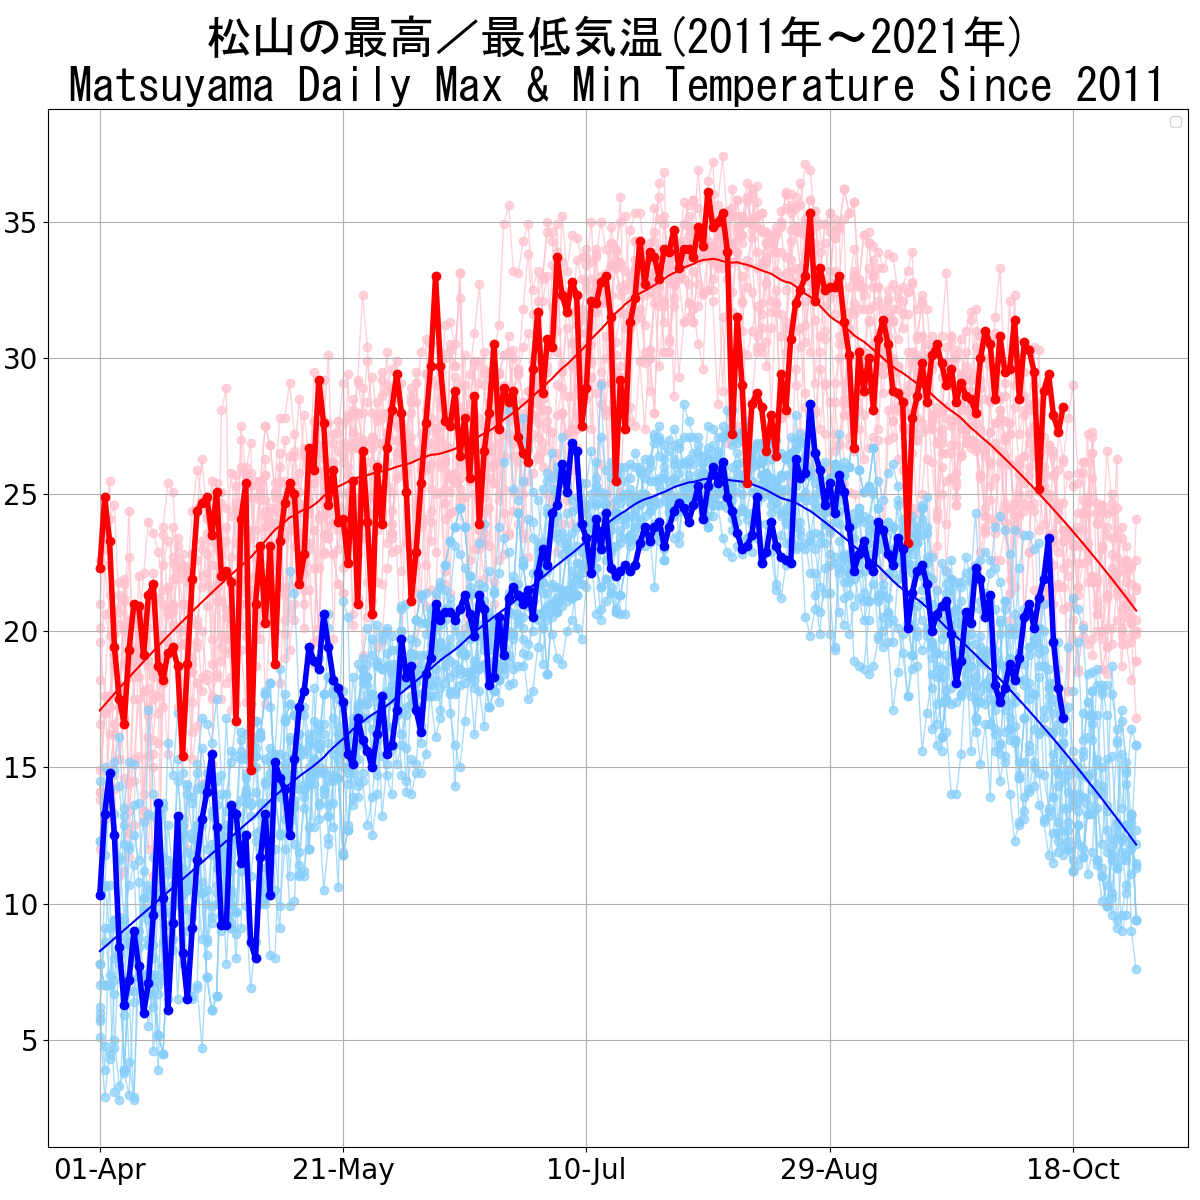 松山の最高／最低気温(2011年～2021年)
Matsuyama Daily Max & Min Temperature Since 2011
35
30
25
20
15
10
5
01-Apr 21-May 10-Jul 29-Aug 18-Oct